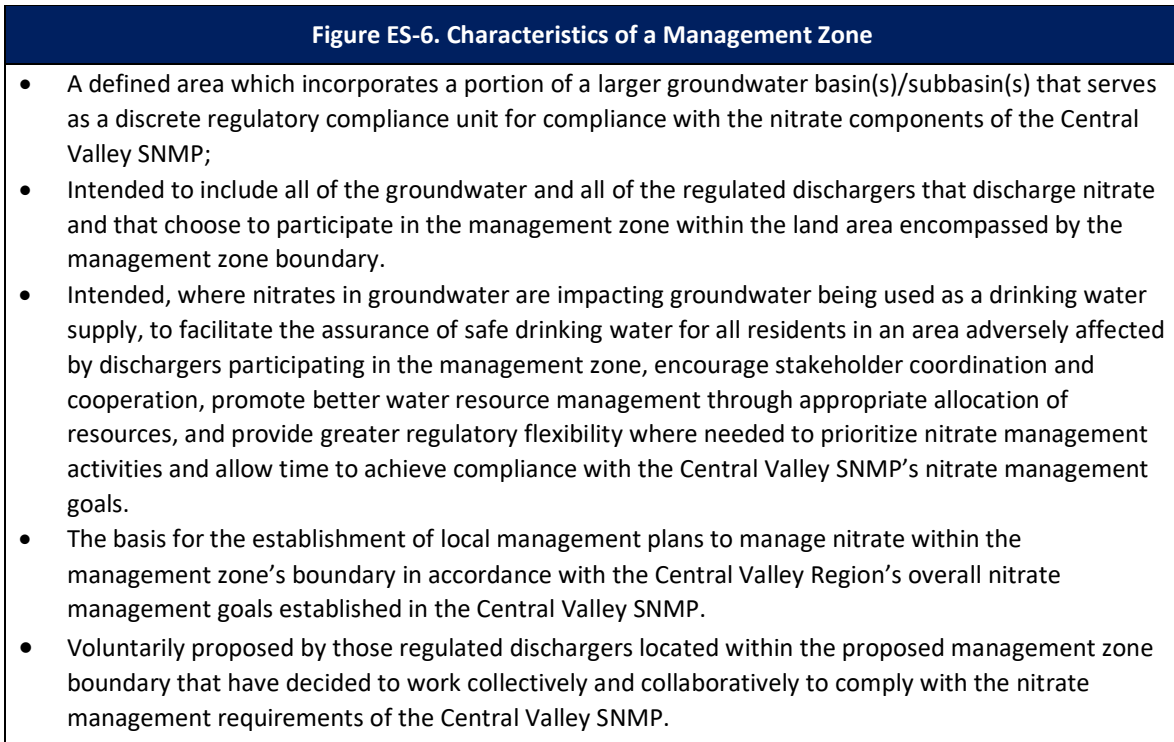 Figure ES-6. Characteristics of a Management Zone
• A defined area which incorporates a portion of a larger groundwater basin(s)/subbasin(s) that serves
as a discrete regulatory compliance unit for compliance with the nitrate components of the Central
Valley SNMP;
• Intended to include all of the groundwater and all of the regulated dischargers that discharge nitrate
and that choose to participate in the management zone within the land area encompassed by the
management zone boundary.
• Intended, where nitrates in groundwater are impacting groundwater being used as a drinking water
supply, to facilitate the assurance of safe drinking water for all residents in an area adversely affected
by dischargers participating in the management zone, encourage stakeholder coordination and
cooperation, promote better water resource management through appropriate allocation of
resources, and provide greater regulatory flexibility where needed to prioritize nitrate management
activities and allow time to achieve compliance with the Central Valley SNMP’s nitrate management
goals.
• The basis for the establishment of local management plans to manage nitrate within the
management zone’s boundary in accordance with the Central Valley Region’s overall nitrate
management goals established in the Central Valley SNMP.
• Voluntarily proposed by those regulated dischargers located within the proposed management zone
boundary that have decided to work collectively and collaboratively to comply with the nitrate
management requirements of the Central Valley SNMP.